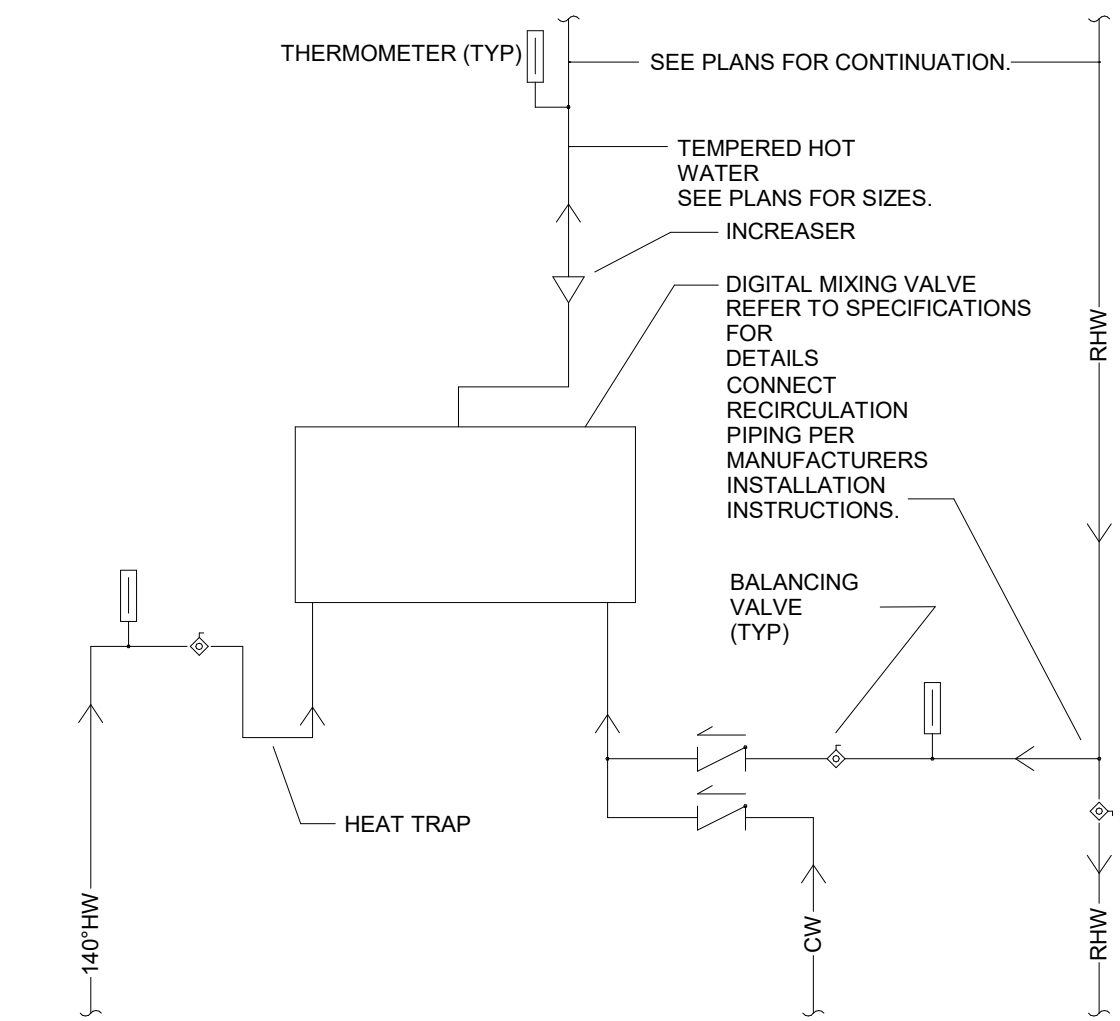 THERMOMETER (TYP)
SEE PLANS FOR CONTINUATION.
TEMPERED HOT
WATER
SEE PLANS FOR SIZES.
INCREASER
DIGITAL MIXING VALVE
REFER TO SPECIFICATIONS
FOR
DETAILS
CONNECT
RECIRCULATION
PIPING PER
MANUFACTURERS
INSTALLATION
INSTRUCTIONS.
RHW
BALANCING
VALVE
(TYP)
HEAT TRAP
140°HW
CW
RHW